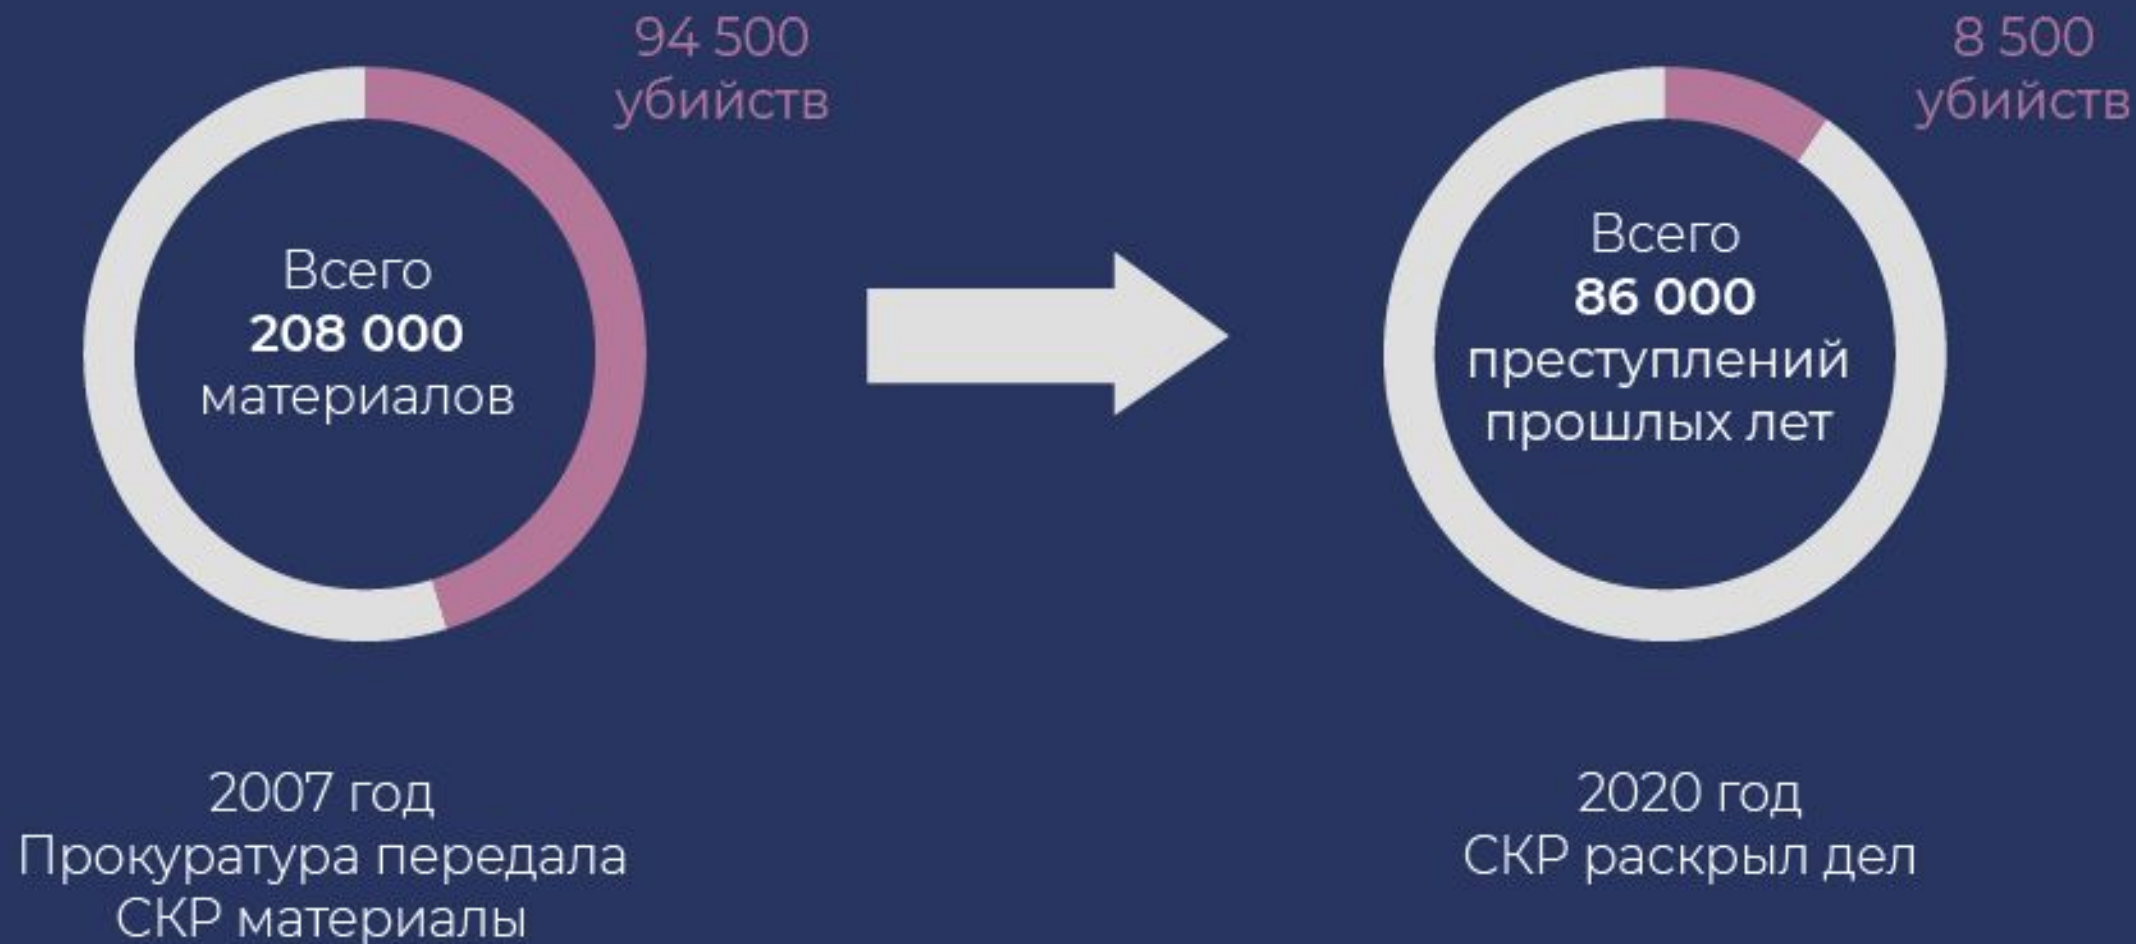 94 500
убийств
Всего
208 000
материалов
2007 год
Прокуратура передала
СКР материалы
8 500
убийств
Всего
86 000
преступлений
прошлых лет
2020 год
СКР раскрыл дел